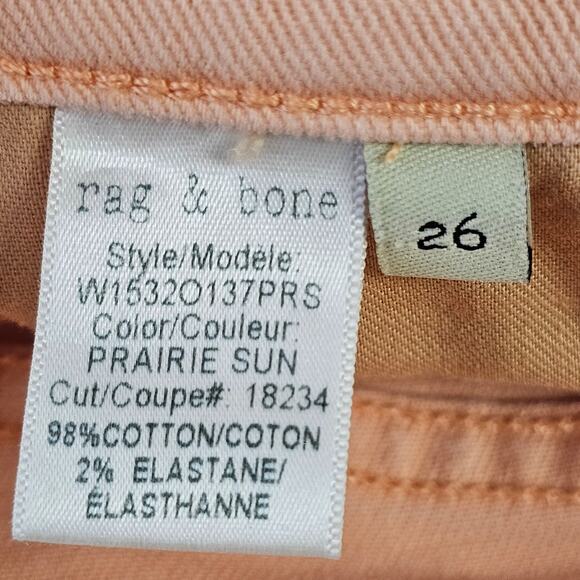 rag & bone
Style/Modèle:
W1532O137PRS
Color/Couleur:
PRAIRIE SUN
Cut/Coupe#: 18234
98%COTTON/COTON
2% ELASTANE/
ÉLASTHANNE
26